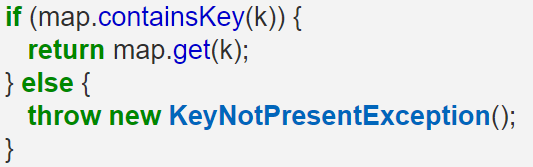 if (map.containsKey(k)) {
return map.get(k);
} else {
throw new KeyNotPresentException();
}